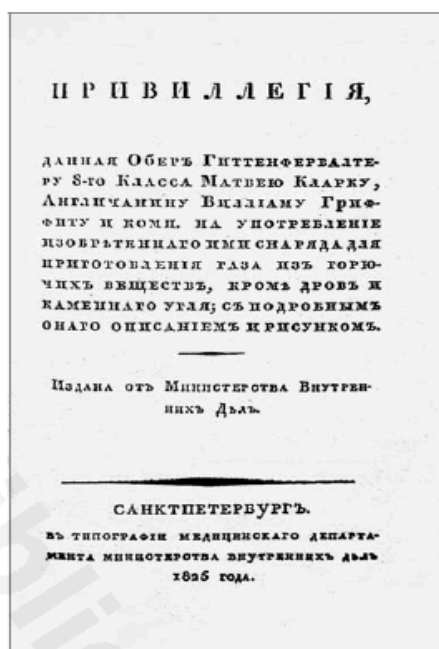 ПРИВИЛЛЕГІЯ,
данная Оберъ Гиттенфервалте-
ру 8-го Класса Матвею Кларку,
Англичанину Вилліаму Гриф-
фиту и комп. на употребленіе
изобрѣтеннаго ими снаряда для
приготовленія газа изъ горю-
чихъ веществъ, кромѣ дровъ и
каменнаго угля; съ подробнымъ
онаго описаніемъ и рисункомъ.
Издана отъ Министерства Внутрен-
нихъ Дѣлъ.
САНКТПЕТЕРБУРГЪ.
въ типографіи медицинскаго департа-
мента министерства внутреннихъ дѣлъ
1825 года.